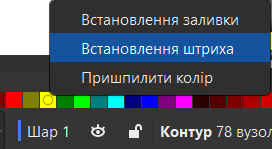 Встановлення заливки
Встановлення штриха
Пришпилити колір
Шар 1 Контур 78 вузол